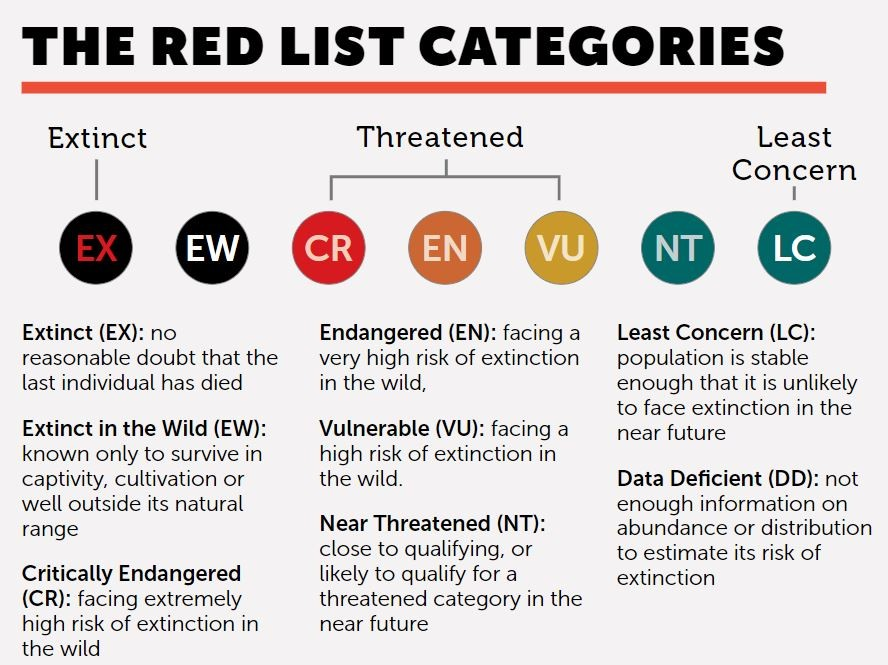 THE RED LIST CATEGORIES
Extinct
Threatened
Least
Concern
EX
EW
CR
EN
VU
NT
LC
Extinct (EX): no
reasonable doubt that the
last individual has died
Extinct in the Wild (EW):
known only to survive in
captivity, cultivation or
well outside its natural
range
Critically Endangered
(CR): facing extremely
high risk of extinction in
the wild
Endangered (EN): facing a
very high risk of extinction
in the wild,
Vulnerable (VU): facing a
high risk of extinction in
the wild.
Near Threatened (NT):
close to qualifying, or
likely to qualify for a
threatened category in the
near future
Least Concern (LC):
population is stable
enough that it is unlikely
to face extinction in the
near future
Data Deficient (DD): not
enough information on
abundance or distribution
to estimate its risk of
extinction